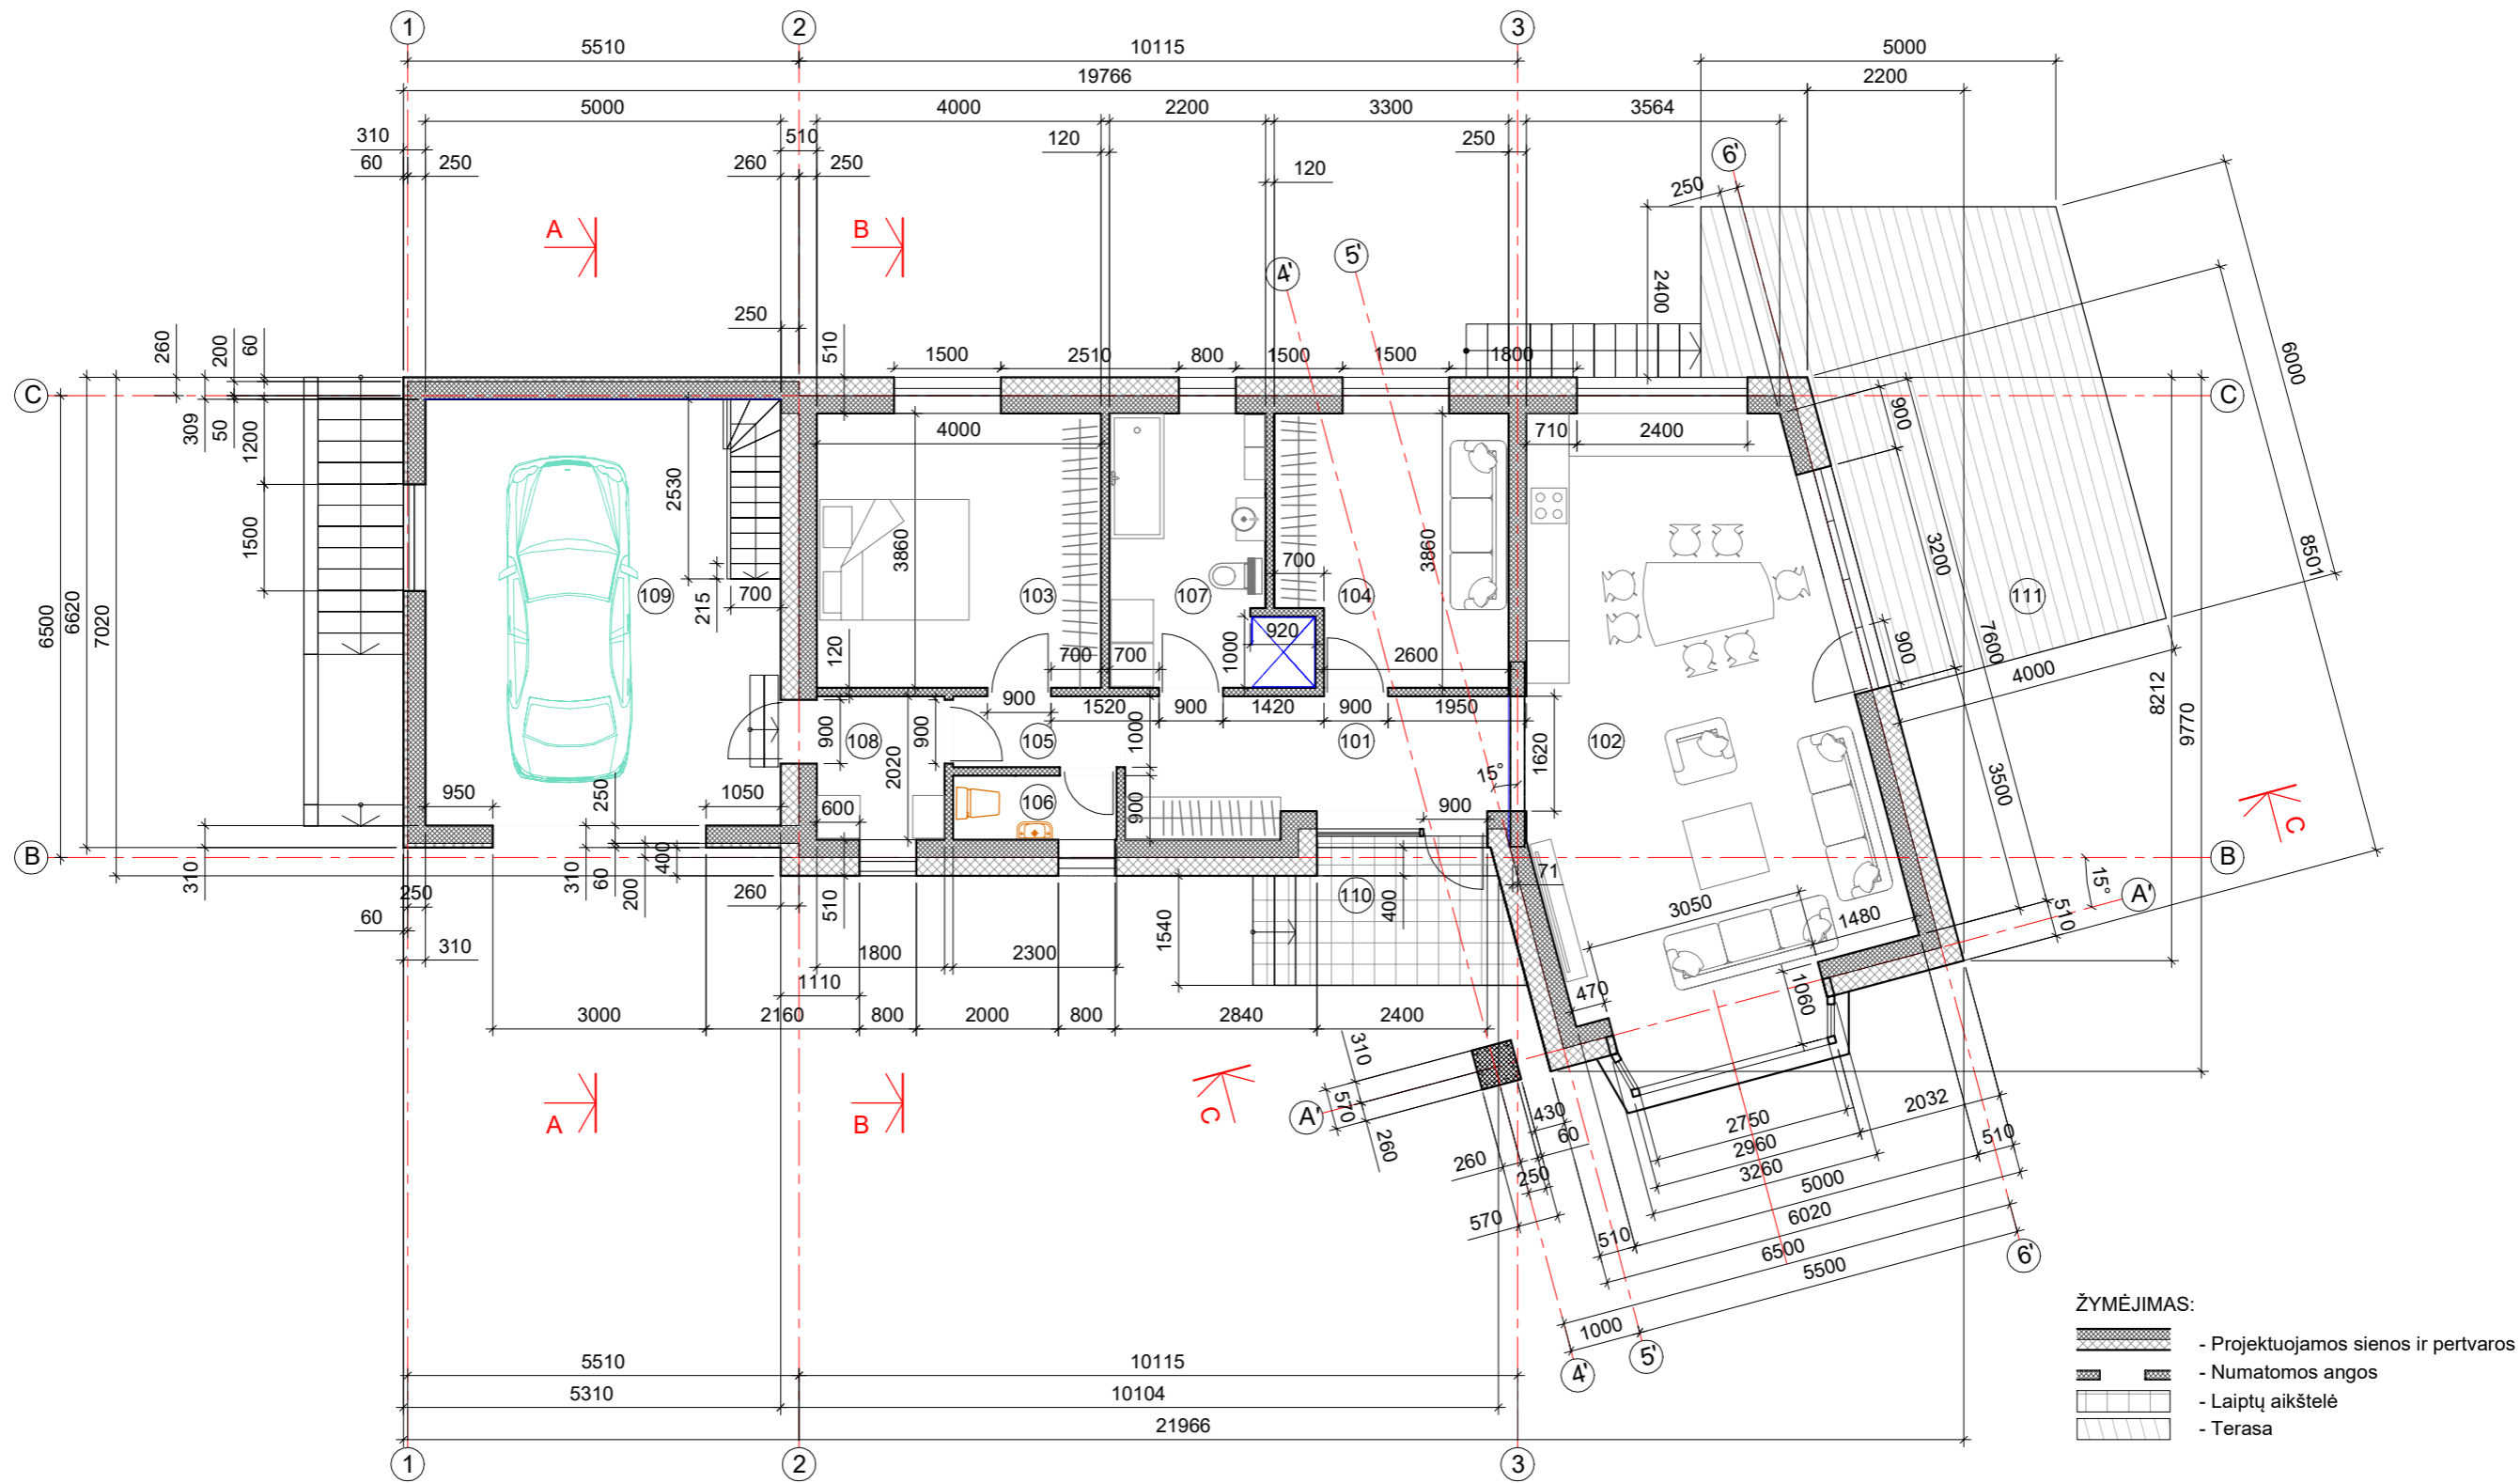 1 2 3
5510 10115 5000
19766 2200
5000 4000 2200 3300 3564
310 510 120 250
60 250 260 250 120
6'
250
A B
5'
4'
2400
6000
250
260 200 60 510
1500 2510 800 1500 1500 1800
C C
309 50 1200
4000 710 2400 900
2530 3860 3860
1500
3200 8501
700
109 103 107 104 111
215 700
6500 6620 7020
920
120 700 700 1000 2600
7600
900
4000
8212 9770
900 1520 900 1420 900 1950
900 108 900 105 1000 101 102
2020 1620
15°
3500
C
950 250 1050 600 106 900 900
B B
310 310 60 200 400
71
15°
A'
250 260 510 110 400
3050 1480 510
60
310
1540
1800 2300
1110 470 1060
3000 2160 800 2000 800 2840 2400
310
A B C
A' 570 260
430 60
2750 2032
2960 510
260 250 3260
5000
570 6020
510 6500
5500
6'
1000
5'
4'
5510 10115
5310 10104
21966
1 2 3
ŽYMĖJIMAS:
- Projektuojamos sienos ir pertvaros
- Numatomos angos
- Laiptų aikštelė
- Terasa